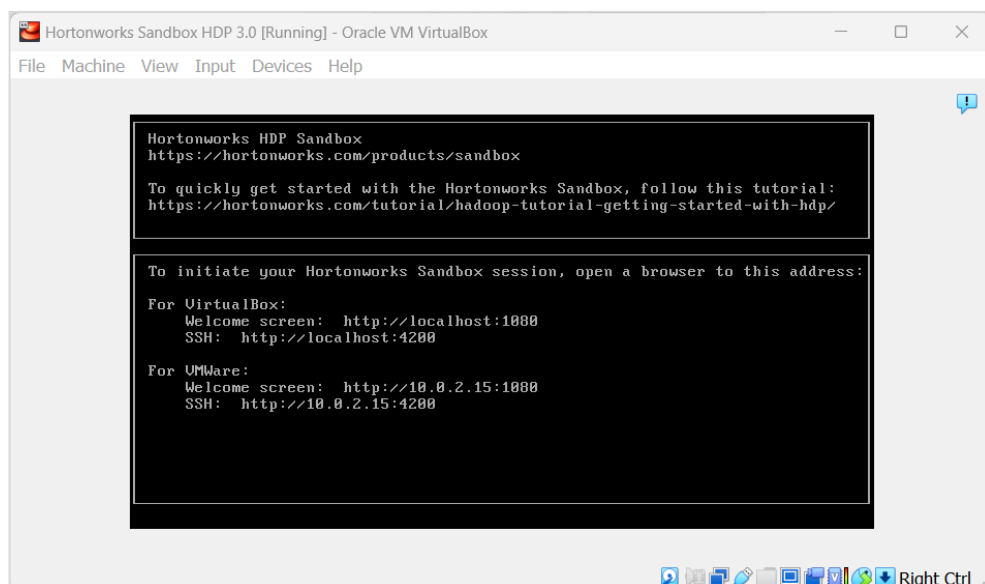 Hortonworks Sandbox HDP 3.0 [Running] - Oracle VM VirtualBox
File Machine View Input Devices Help
Hortonworks HDP Sandbox
https://hortonworks.com/products/sandbox
To quickly get started with the Hortonworks Sandbox, follow this tutorial:
https://hortonworks.com/tutorial/hadoop-tutorial-getting-started-with-hdp/
To initiate your Hortonworks Sandbox session, open a browser to this address:
For VirtualBox:
Welcome screen: http://localhost:1080
SSH: http://localhost:4200
For VMWare:
Welcome screen: http://10.0.2.15:1080
SSH: http://10.0.2.15:4200
Right Ctrl